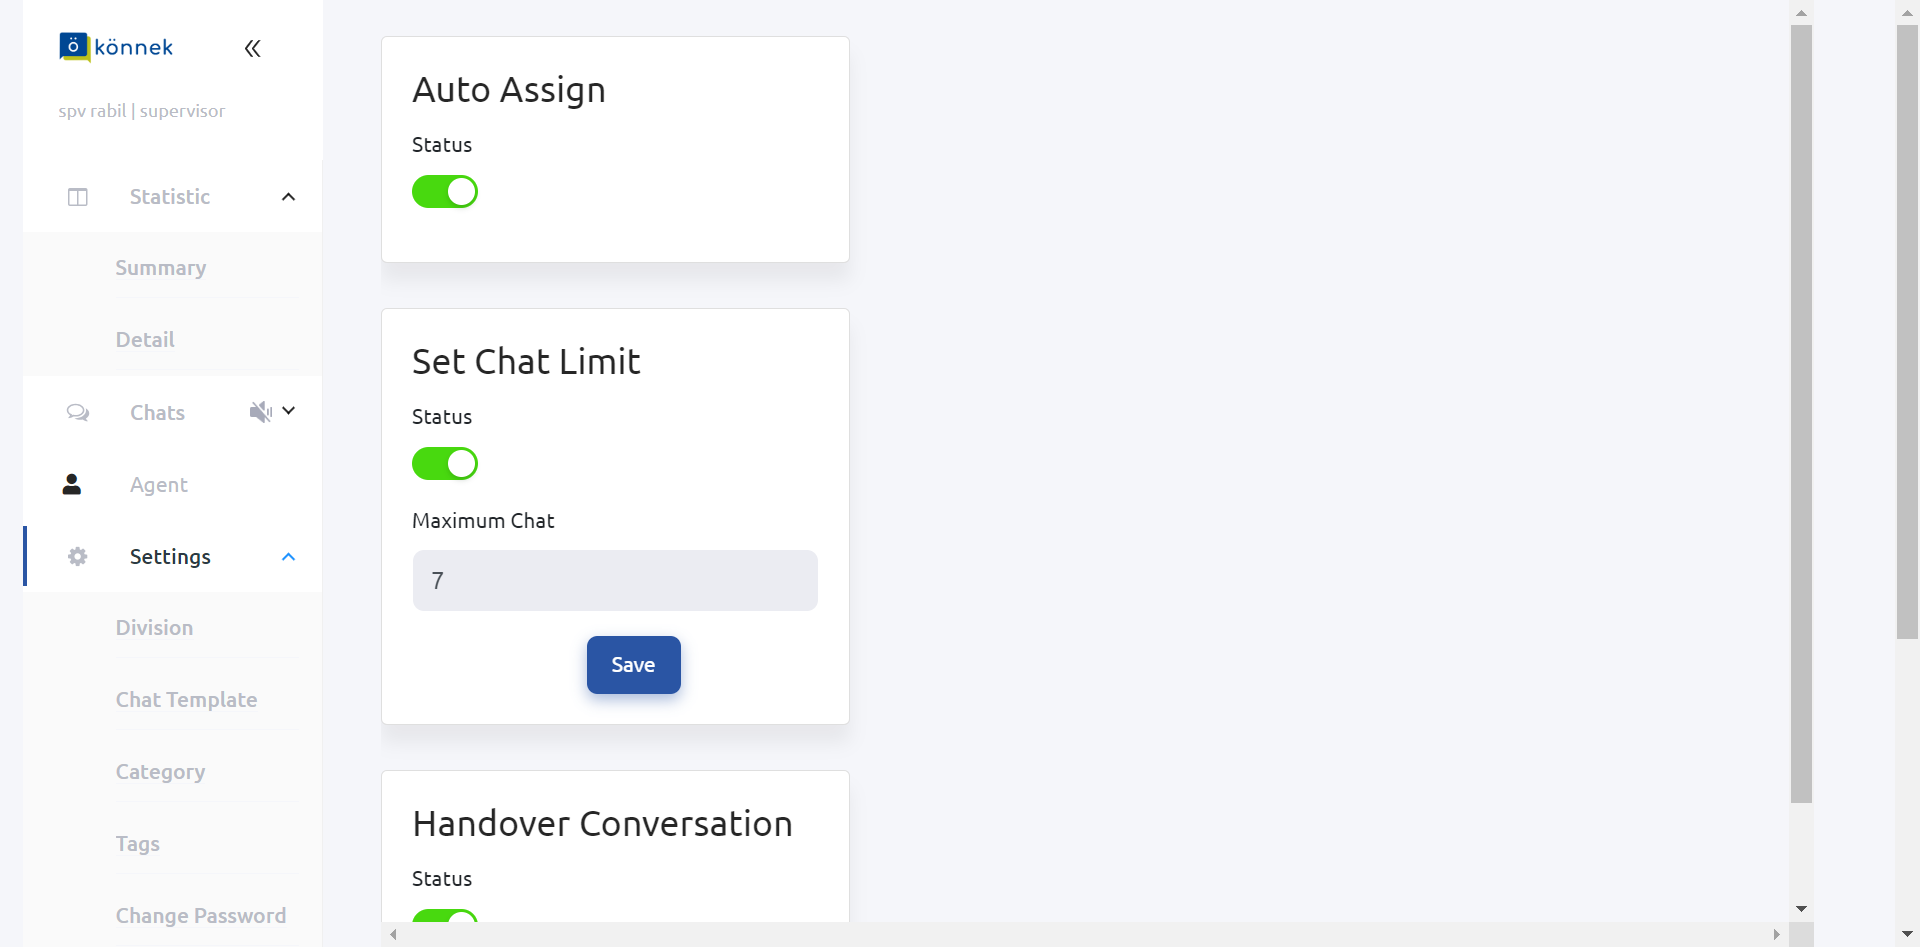 ö könnek
spv rabil | supervisor
Statistic
Summary
Detail
Chats
Agent
Settings
Division
Chat Template
Category
Tags
Change Password
Auto Assign
Status
Set Chat Limit
Status
Maximum Chat
7
Save
Handover Conversation
Status